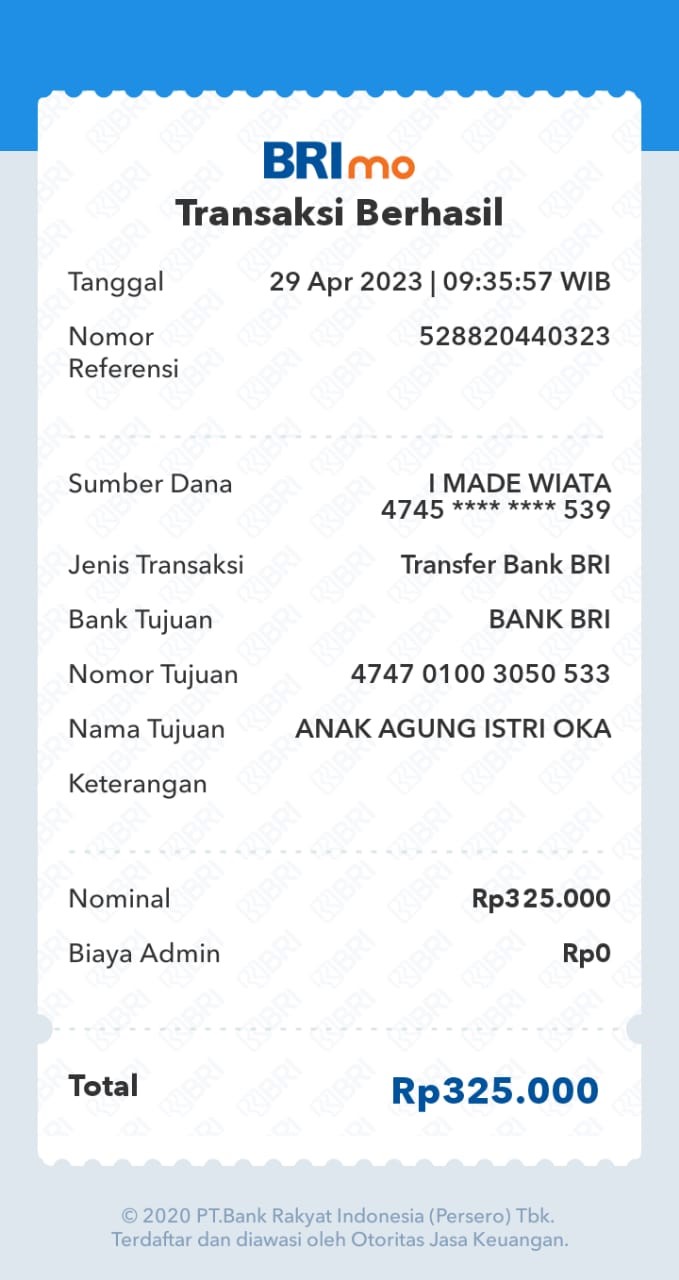 BRImo
Transaksi Berhasil
Tanggal 29 Apr 2023 | 09:35:57 WIB
Nomor Referensi 528820440323
Sumber Dana I MADE WIATA
4745 **** **** 539
Jenis Transaksi Transfer Bank BRI
Bank Tujuan BANK BRI
Nomor Tujuan 4747 0100 3050 533
Nama Tujuan ANAK AGUNG ISTRI OKA
Keterangan
Nominal Rp325.000
Biaya Admin Rp0
Total Rp325.000
© 2020 PT.Bank Rakyat Indonesia (Persero) Tbk.
Terdaftar dan diawasi oleh Otoritas Jasa Keuangan.